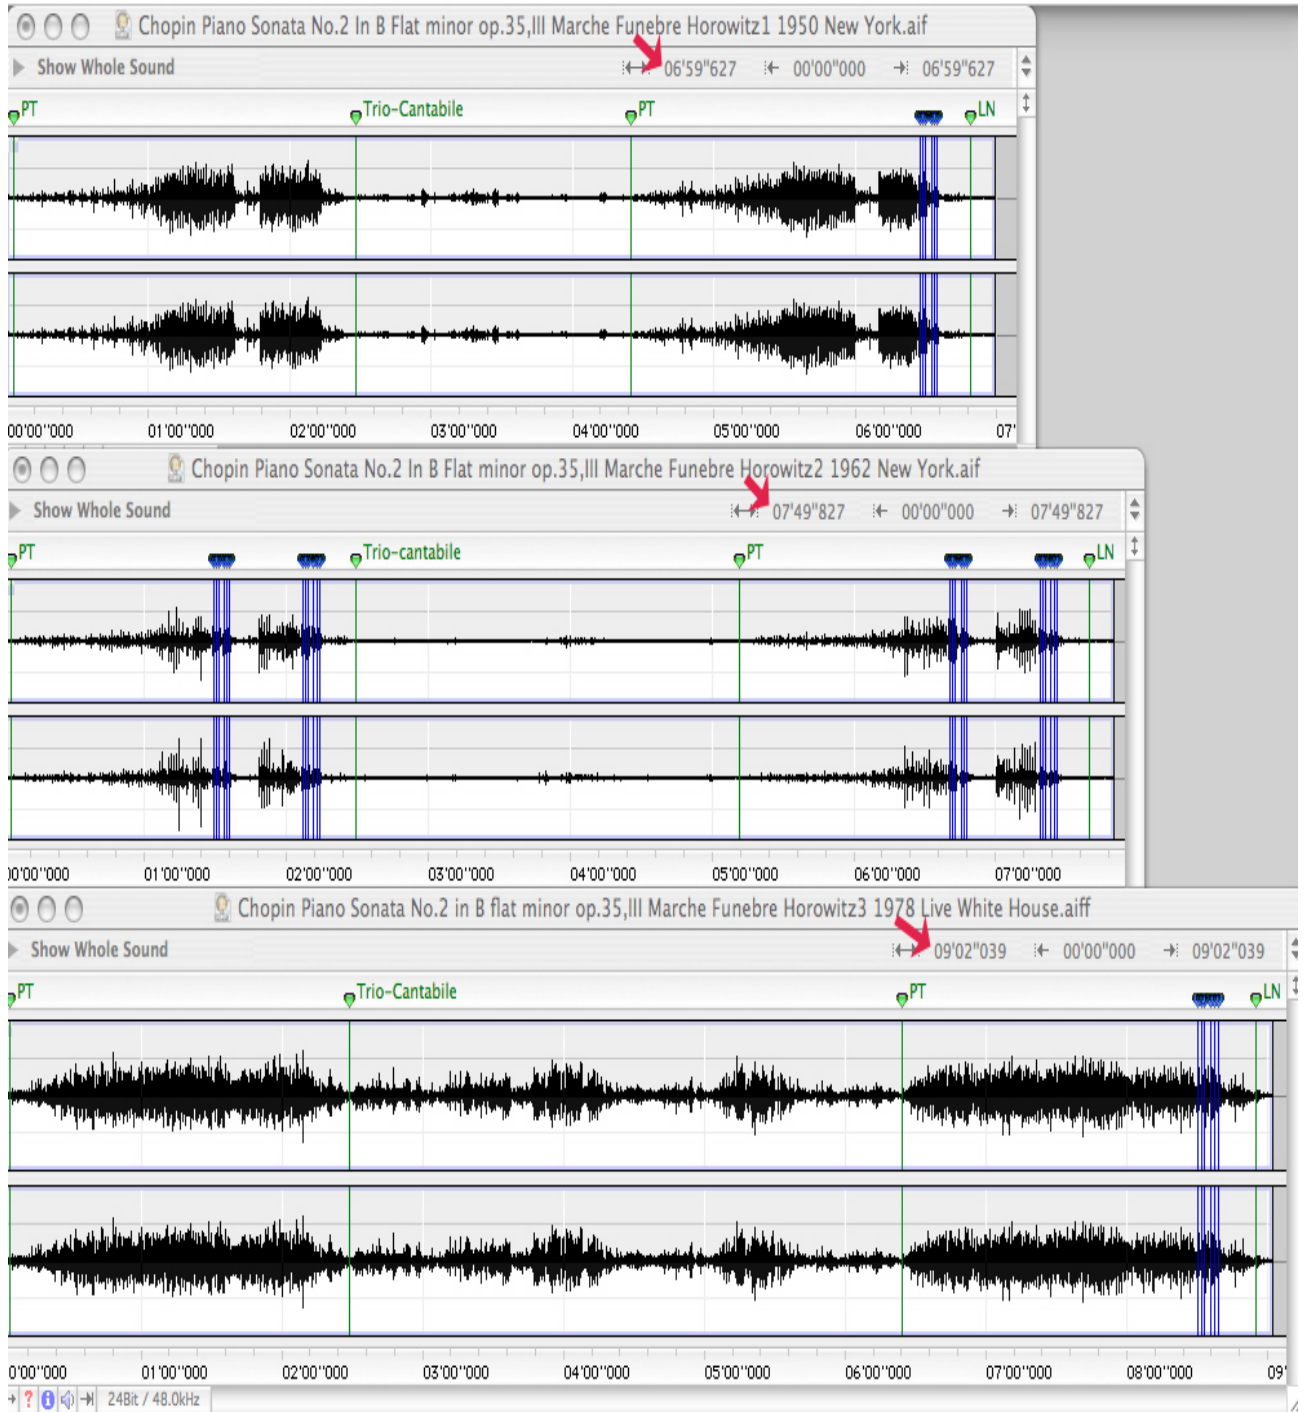 Chopin Piano Sonata No.2 In B Flat minor op.35,III Marche Funebre Horowitz1 1950 New York.aif
Show Whole Sound 06'59"627 00'00"000 06'59"627
PT Trio-Cantabile PT LN
00'00"000 01'00"000 02'00"000 03'00"000 04'00"000 05'00"000 06'00"000 07'
Chopin Piano Sonata No.2 In B Flat minor op.35,III Marche Funebre Horowitz2 1962 New York.aif
Show Whole Sound 07'49"827 00'00"000 07'49"827
PT Trio-cantabile PT LN
00'00"000 01'00"000 02'00"000 03'00"000 04'00"000 05'00"000 06'00"000 07'00"000
Chopin Piano Sonata No.2 in B flat minor op.35,III Marche Funebre Horowitz3 1978 Live White House.aiff
Show Whole Sound 09'02"039 00'00"000 09'02"039
PT Trio-Cantabile PT LN
0'00"000 01'00"000 02'00"000 03'00"000 04'00"000 05'00"000 06'00"000 07'00"000 08'00"000 09'
? i 24Bit / 48.0kHz